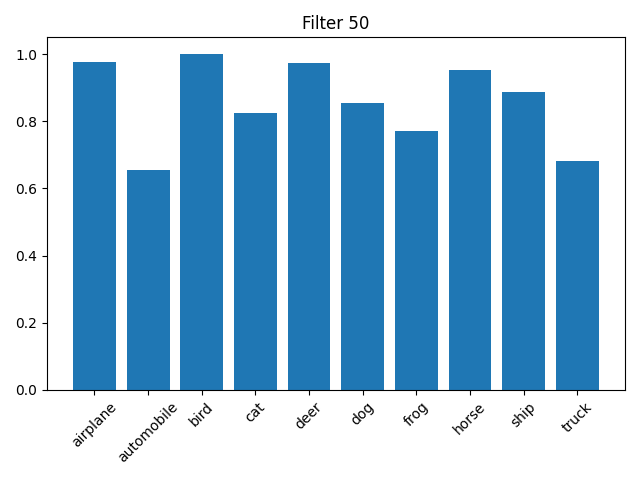 Filter 50
1.0
0.8
0.6
0.4
0.2
0.0
airplane
automobile
bird
cat
deer
dog
frog
horse
ship
truck